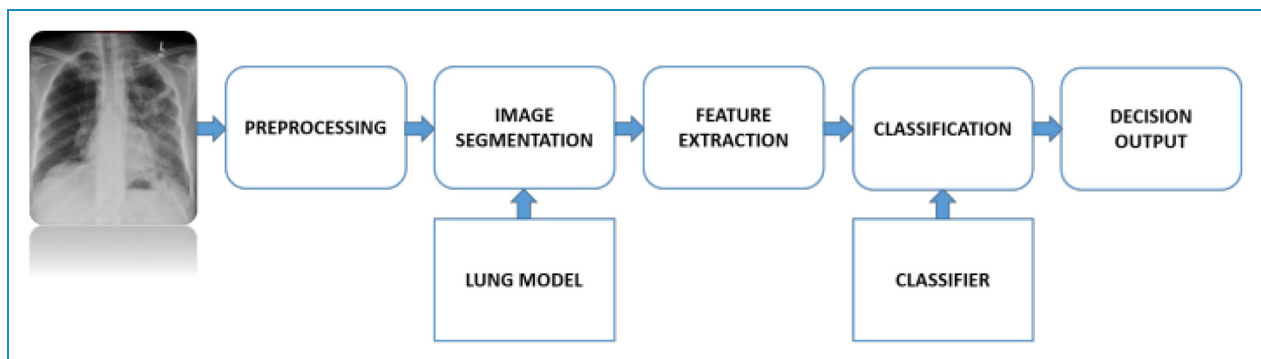 L
PREPROCESSING
IMAGE
SEGMENTATION
FEATURE
EXTRACTION
CLASSIFICATION
DECISION
OUTPUT
LUNG MODEL
CLASSIFIER